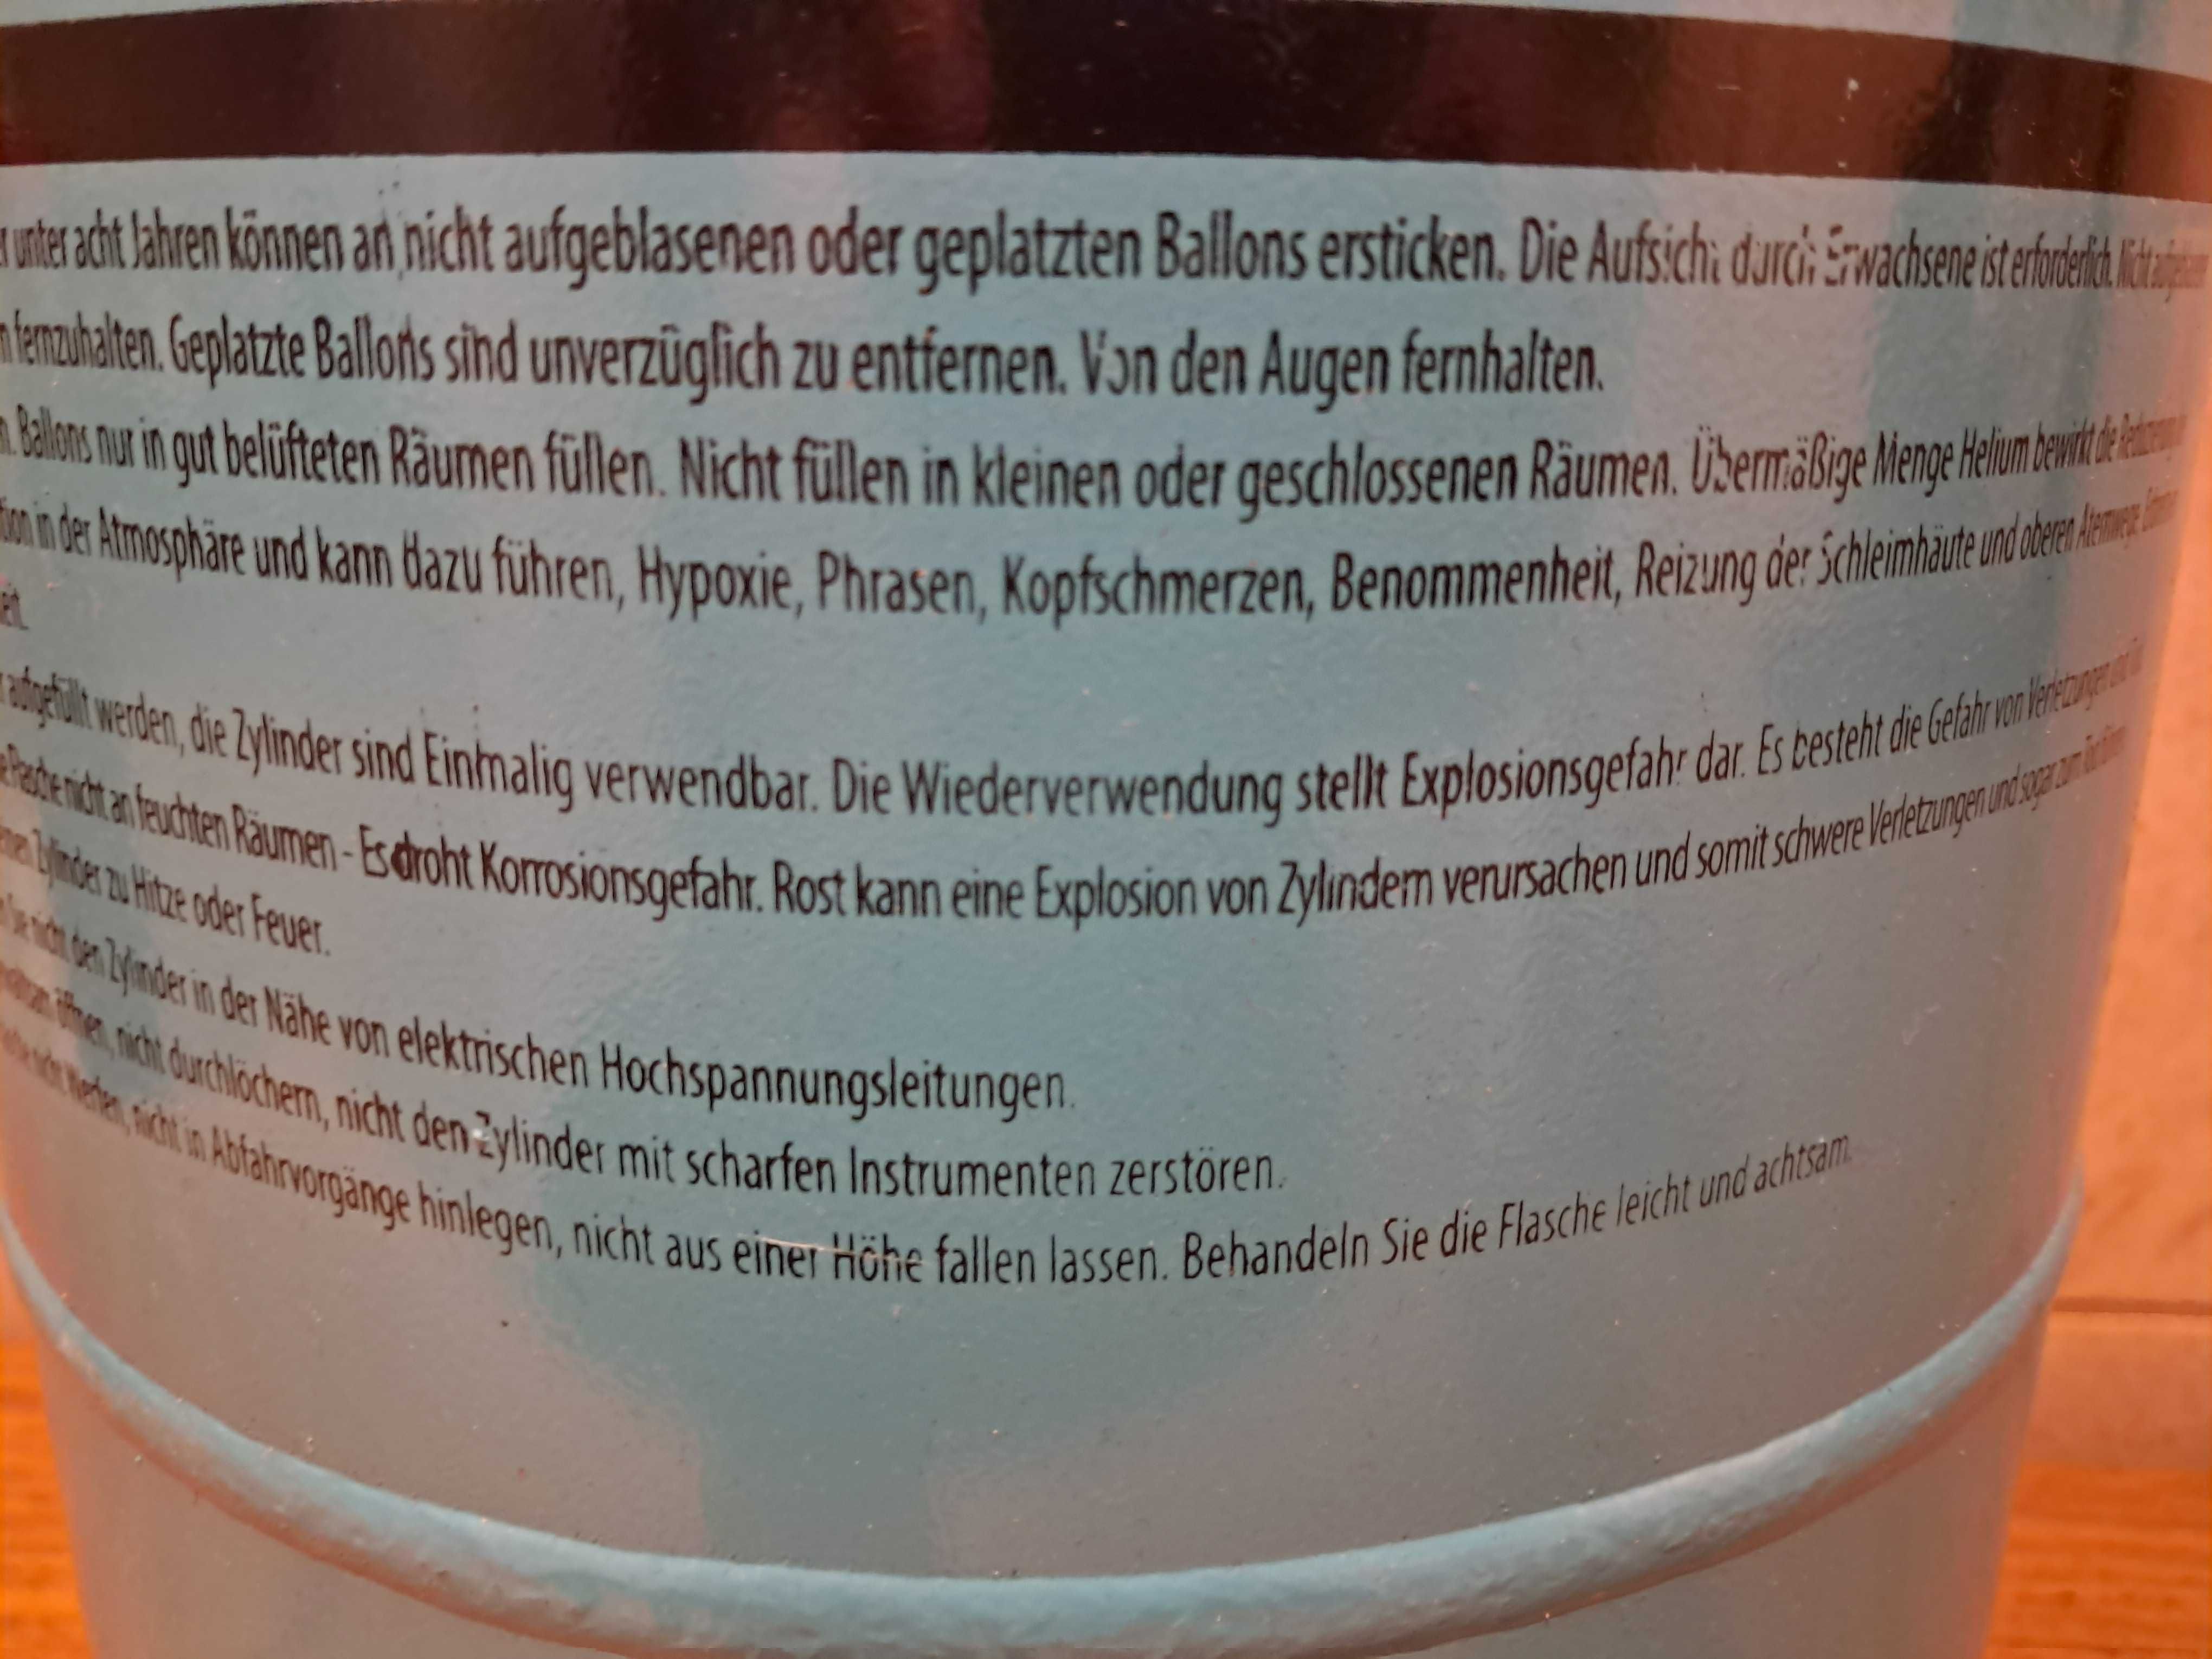 unter acht Jahren können an nicht aufgeblasenen oder geplatzten Ballons ersticken. Die Aufsicht durch Erwachsene ist erforderlich. Nicht
fernzuhalten. Geplatzte Ballons sind unverzüglich zu entfernen. Von den Augen fernhalten.
Ballons nur in gut belüfteten Räumen füllen. Nicht füllen in kleinen oder geschlossenen Räumen. Übermäßige Menge Helium bewirkt die
in der Atmosphäre und kann dazu führen, Hypoxie, Phrasen, Kopfschmerzen, Benommenheit, Reizung der Schleimhäute und oberen Atemwege,
aufgefüllt werden, die Zylinder sind Einmalig verwendbar. Die Wiederverwendung stellt Explosionsgefahr dar. Es besteht die Gefahr von Verletzungen und
nicht an feuchten Räumen - Es droht Korrosionsgefahr. Rost kann eine Explosion von Zylindern verursachen und somit schwere Verletzungen und sogar zum
Zylinder zu Hitze oder Feuer.
nicht den Zylinder in der Nähe von elektrischen Hochspannungsleitungen.
öffnen, nicht durchlöchern, nicht den Zylinder mit scharfen Instrumenten zerstören.
nicht Werfen, nicht in Abfahrvorgänge hinlegen, nicht aus einer Höhe fallen lassen. Behandeln Sie die Flasche leicht und achtsam.